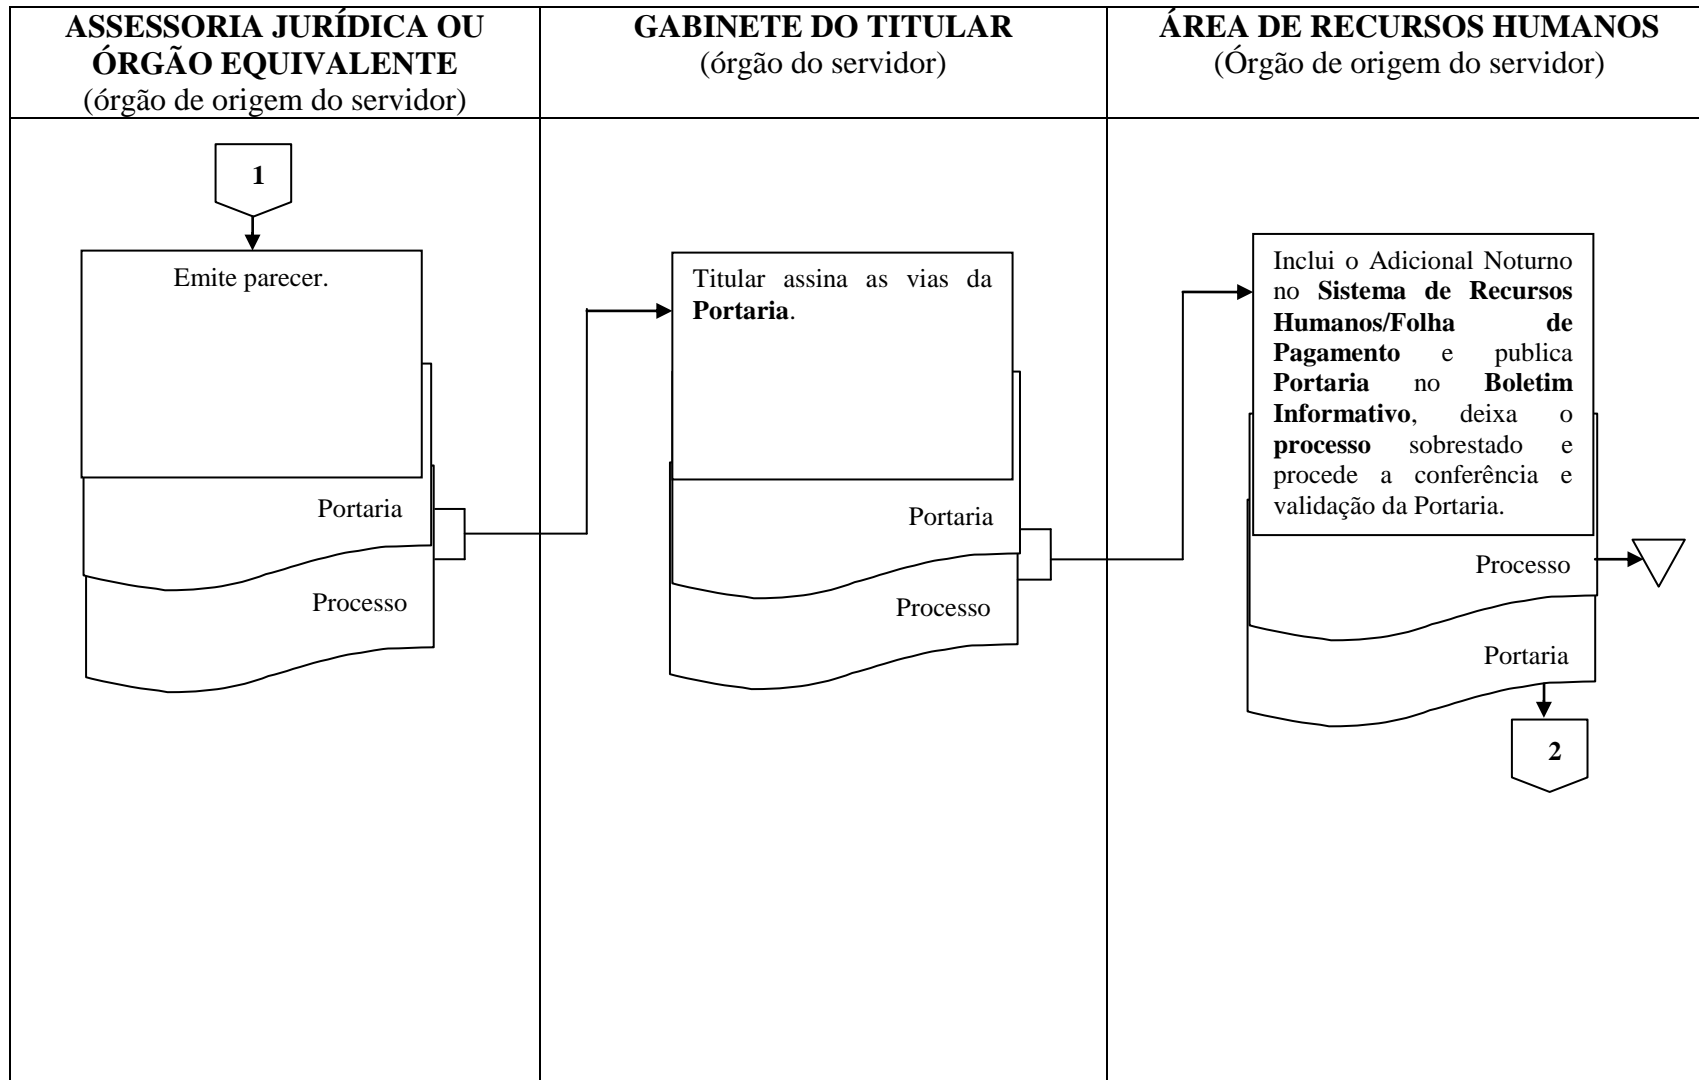 ASSESSORIA JURÍDICA OU
ÓRGÃO EQUIVALENTE
(órgão de origem do servidor)
GABINETE DO TITULAR
(órgão do servidor)
ÁREA DE RECURSOS HUMANOS
(Órgão de origem do servidor)
1
Emite parecer.
Portaria
Processo
Titular assina as vias da
Portaria.
Portaria
Processo
Inclui o Adicional Noturno
no Sistema de Recursos
Humanos/Folha de
Pagamento e publica
Portaria no Boletim
Informativo, deixa o
processo sobrestado e
procede a conferência e
validação da Portaria.
Processo
Portaria
2